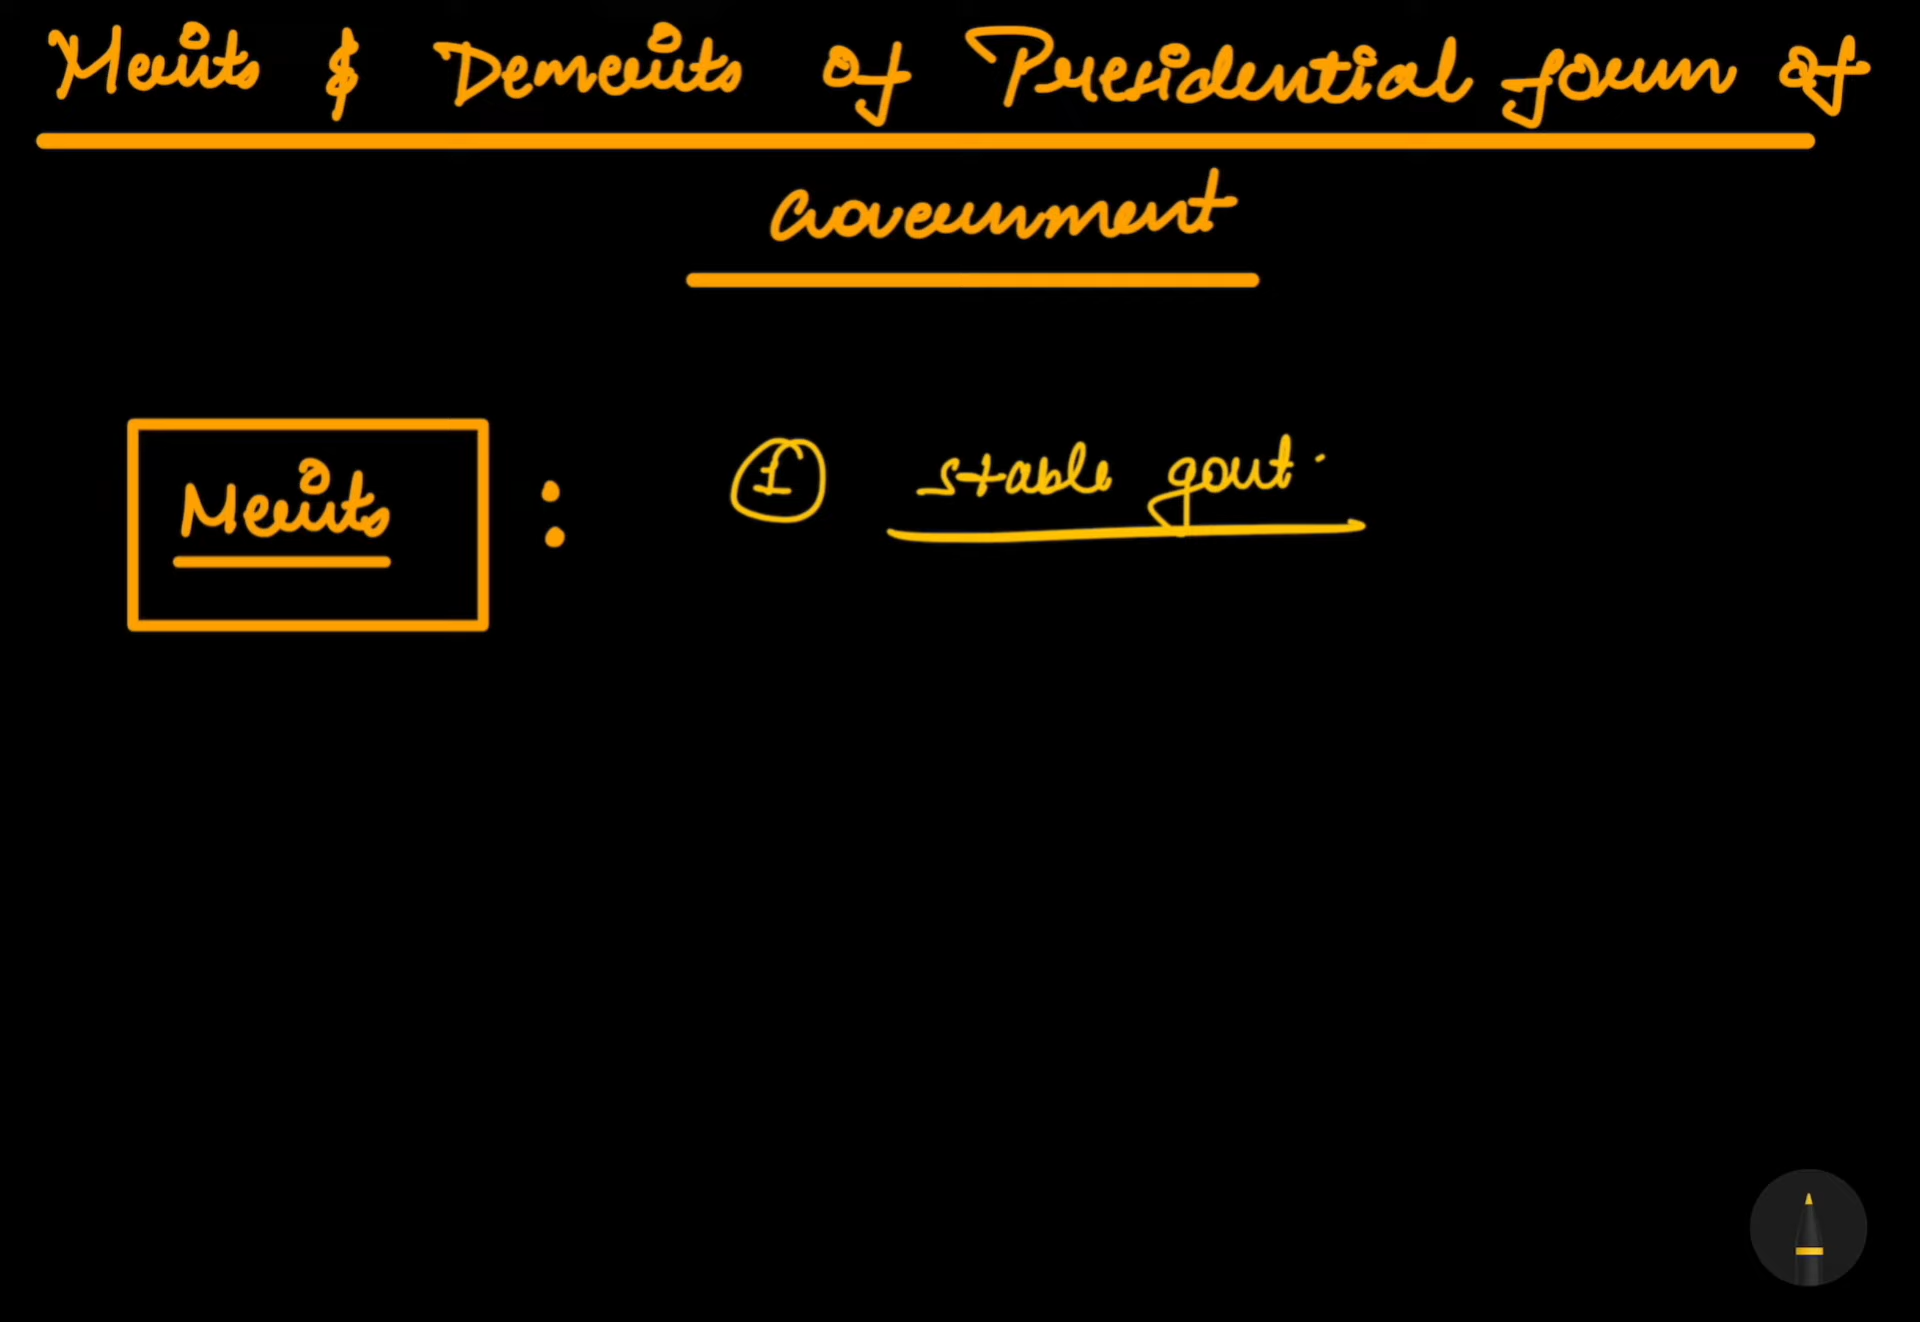 Merits & Demerits of Presidential form of
Government
Merits : ① stable govt.